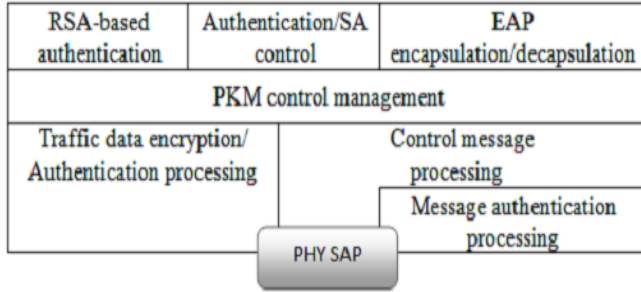 RSA-based
authentication
Authentication/SA
control
EAP
encapsulation/decapsulation
PKM control management
Traffic data encryption/
Authentication processing
Control message
processing
Message authentication
processing
PHY SAP